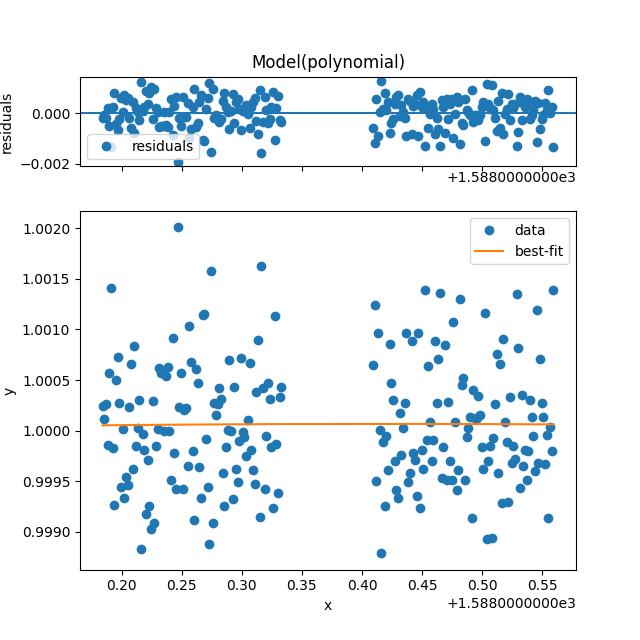 Model(polynomial)
residuals
0.000
−0.002
residuals
+1.5880000000e3
y
1.0020
1.0015
1.0010
1.0005
1.0000
0.9995
0.9990
data
best-fit
0.20 0.25 0.30 0.35 0.40 0.45 0.50 0.55
x
+1.5880000000e3